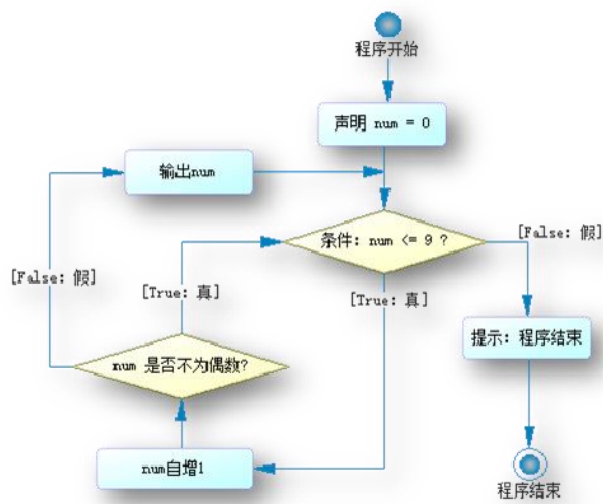 程序开始
声明 num = 0
输出num
条件: num <= 9 ?
[False: 假]
[False: 假]
[True: 真]
[True: 真]
提示: 程序结束
num 是否不为偶数?
num自增1
程序结束